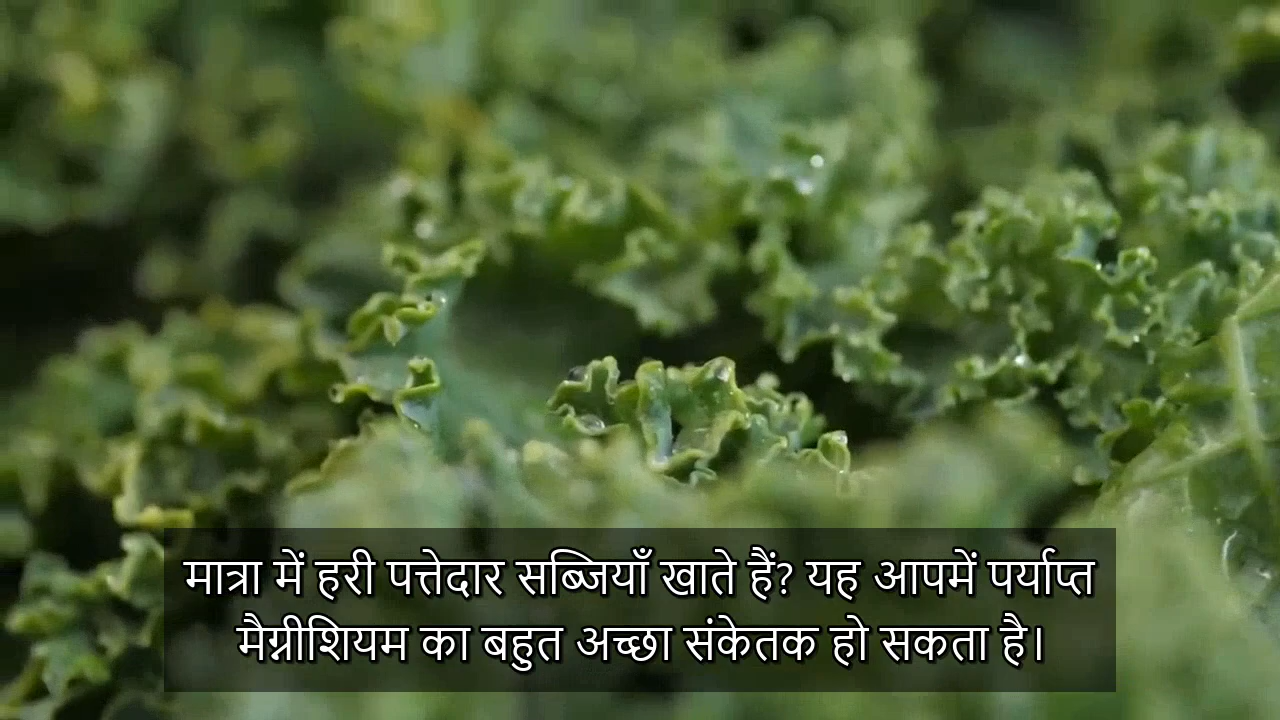 मात्रा में हरी पत्तेदार सब्जियाँ खाते हैं? यह आपमें पर्याप्त
मैग्नीशियम का बहुत अच्छा संकेतक हो सकता है।